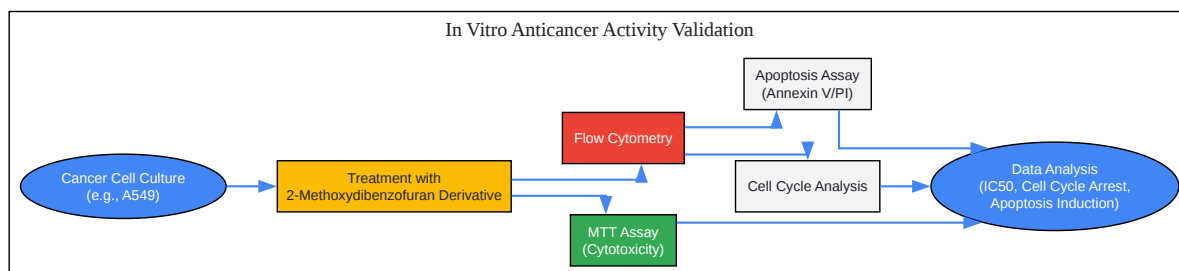 In Vitro Anticancer Activity Validation
Cancer Cell Culture
(e.g., A549)
Treatment with
2-Methoxydibenzofuran Derivative
Flow Cytometry
MTT Assay
(Cytotoxicity)
Apoptosis Assay
(Annexin V/PI)
Cell Cycle Analysis
Data Analysis
(IC50, Cell Cycle Arrest,
Apoptosis Induction)